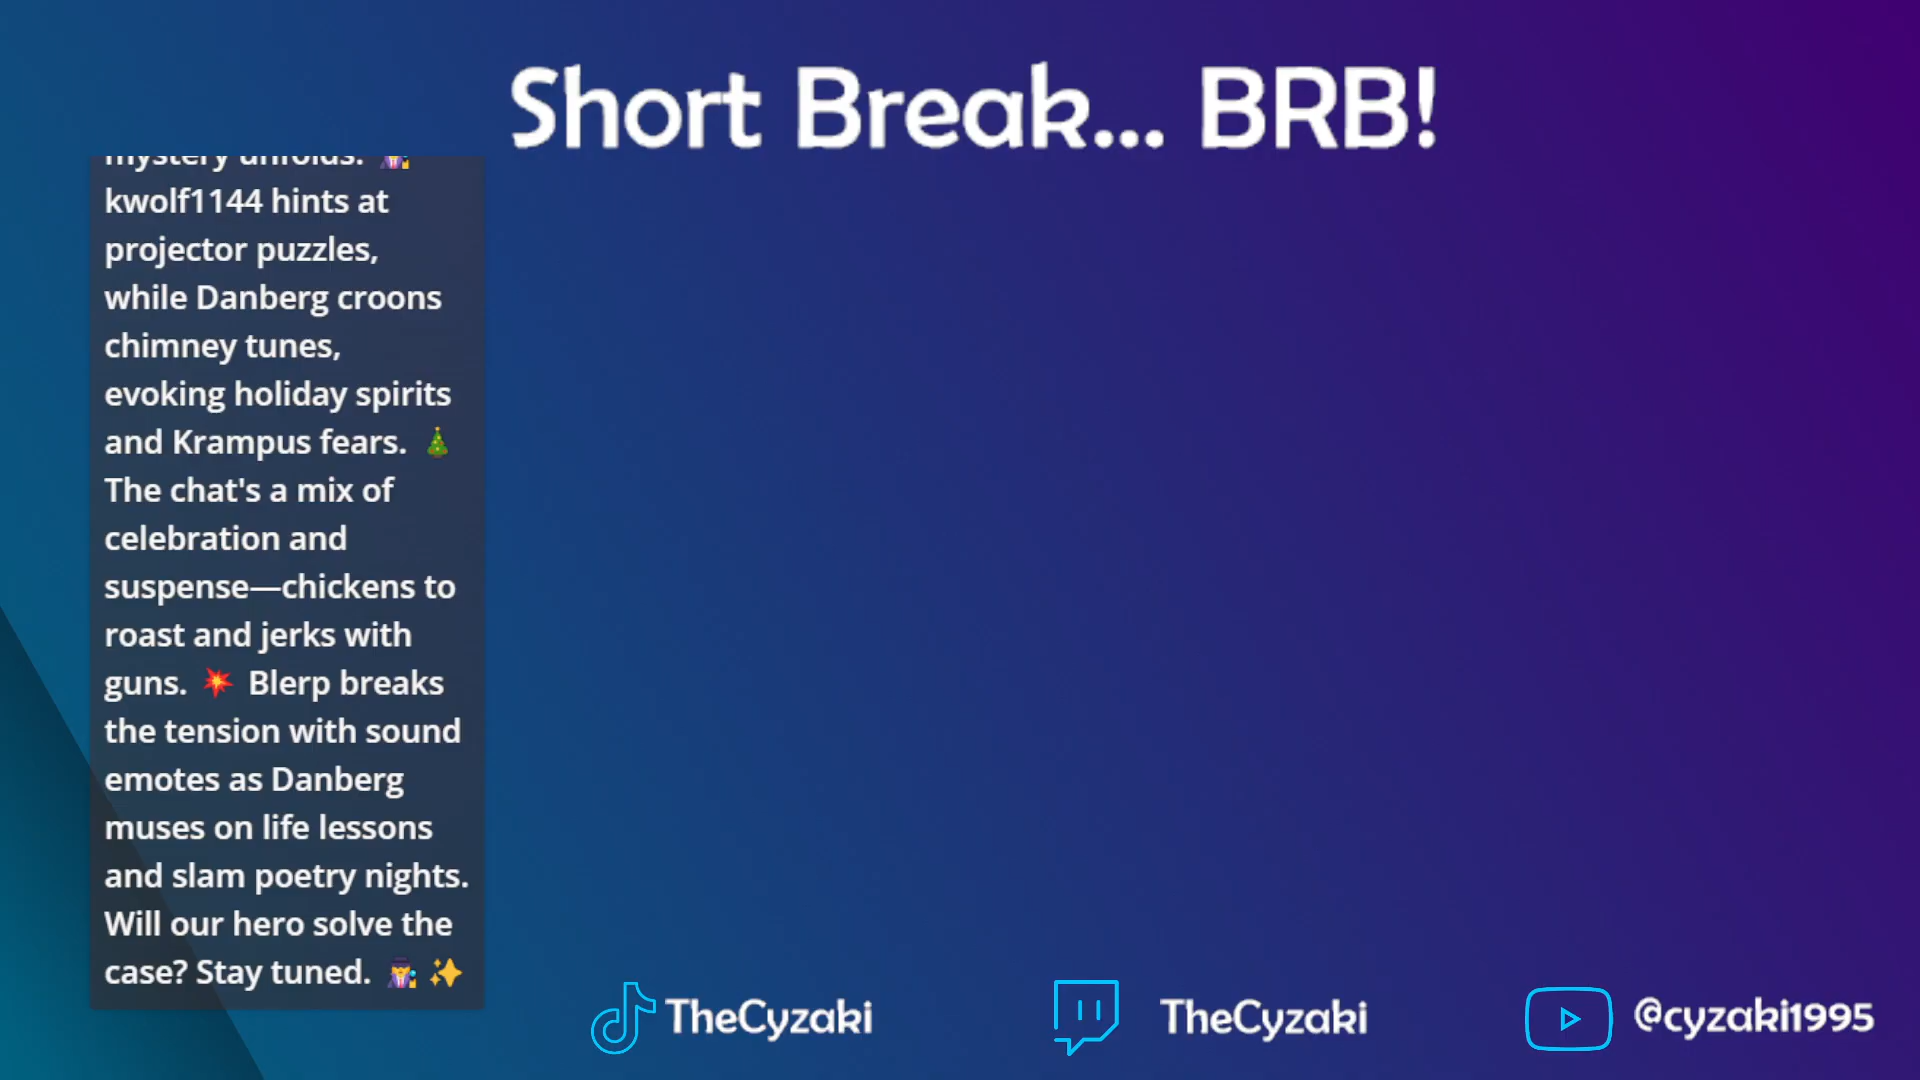 Short Break... BRB!
mystery unfolds.
kwolf1144 hints at
projector puzzles,
while Danberg croons
chimney tunes,
evoking holiday spirits
and Krampus fears. 🎄
The chat's a mix of
celebration and
suspense—chickens to
roast and jerks with
guns. 💥 Blerp breaks
the tension with sound
emotes as Danberg
muses on life lessons
and slam poetry nights.
Will our hero solve the
case? Stay tuned. ✨
TheCyzaki
TheCyzaki
@cyzaki1995